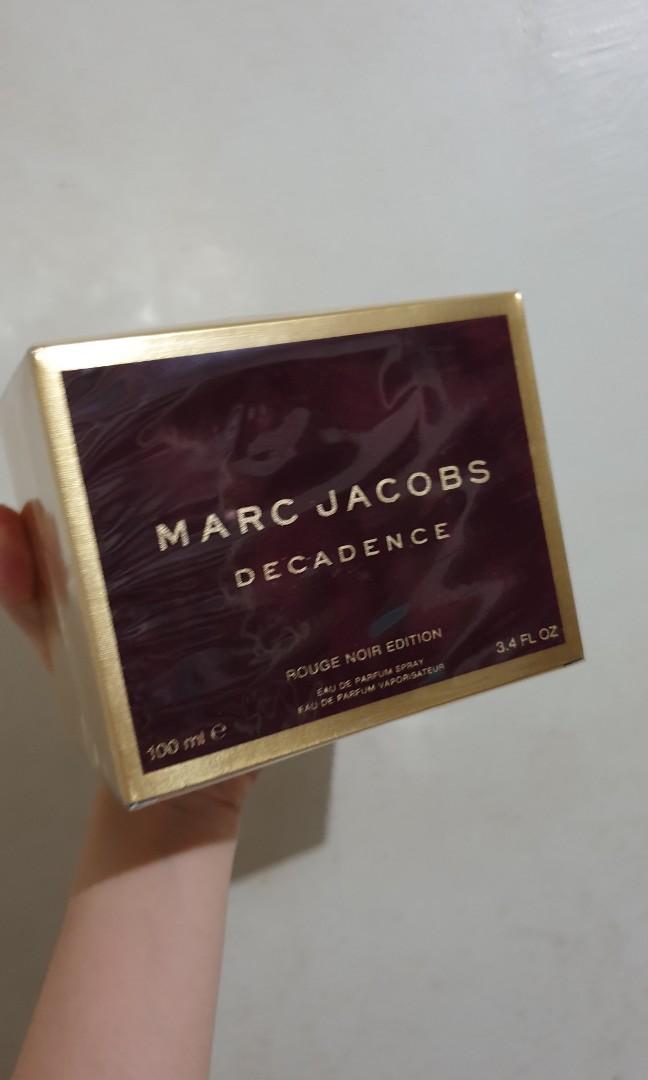 MARC JACOBS
DECADENCE
ROUGE NOIR EDITION
EAU DE PARFUM SPRAY
EAU DE PARFUM VAPORISATEUR
100 ml ℮
3.4 FL OZ